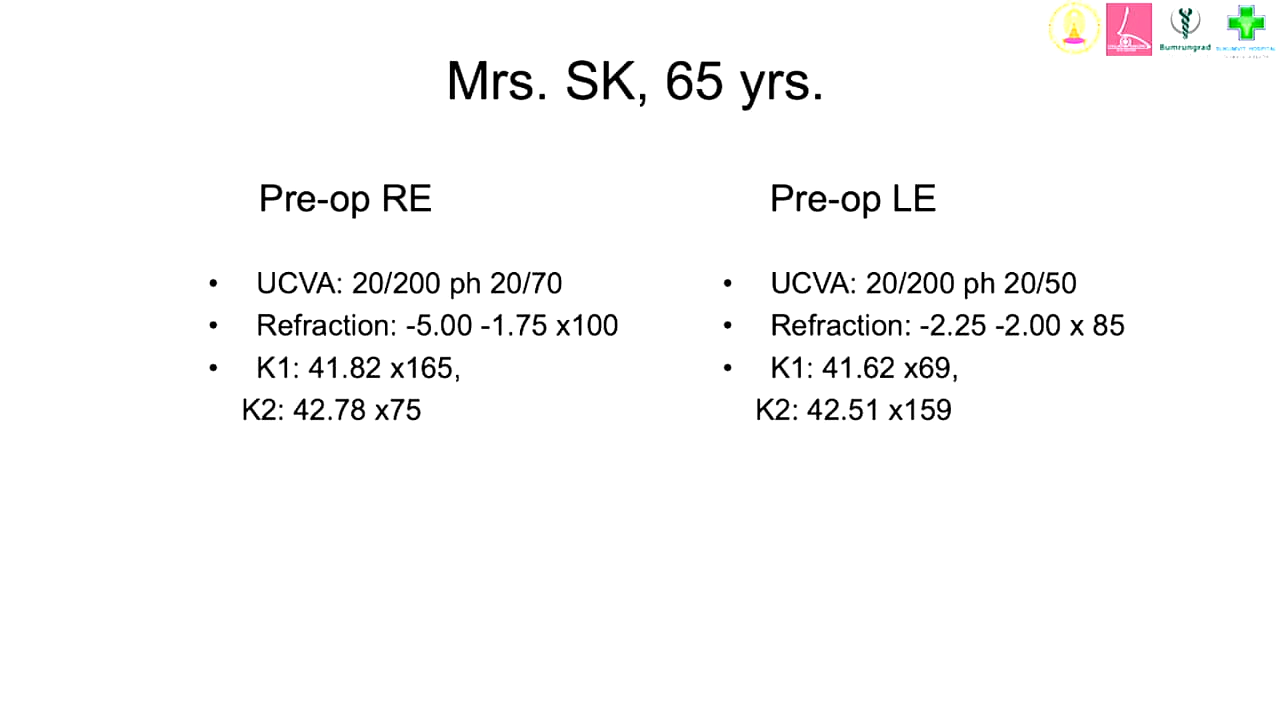 Bumrungrad
Mrs. SK, 65 yrs.
Pre-op RE
• UCVA: 20/200 ph 20/70
• Refraction: -5.00 -1.75 x100
• K1: 41.82 x165,
K2: 42.78 x75
Pre-op LE
• UCVA: 20/200 ph 20/50
• Refraction: -2.25 -2.00 x 85
• K1: 41.62 x69,
K2: 42.51 x159